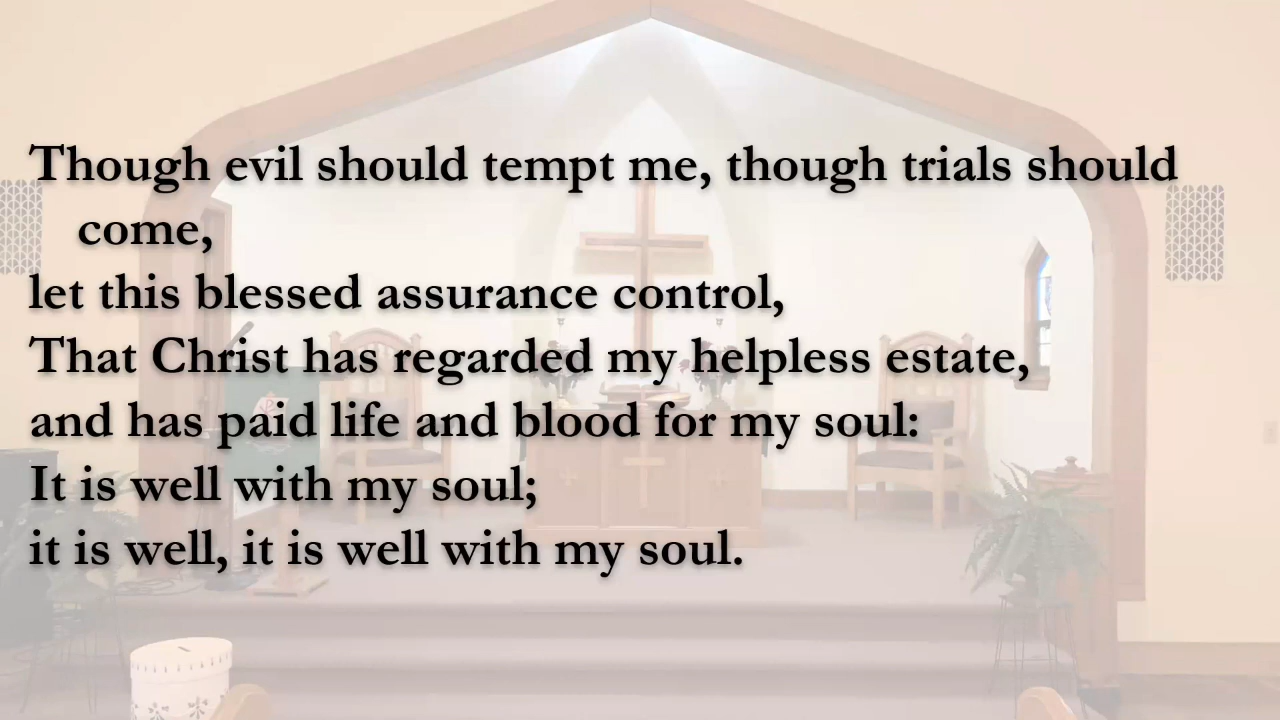 Though evil should tempt me, though trials should
come,
let this blessed assurance control,
That Christ has regarded my helpless estate,
and has paid life and blood for my soul:
It is well with my soul;
it is well, it is well with my soul.